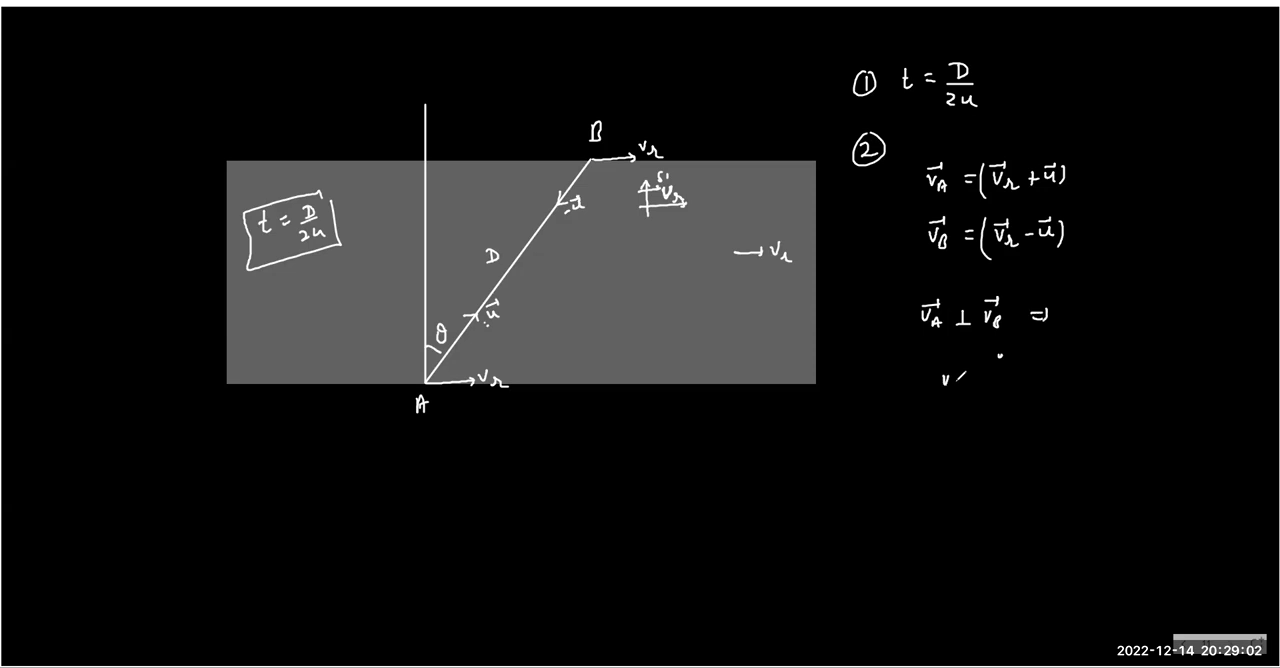 ① t = D/2u
②
B
v_r
v⃗_A = (v⃗_r + u⃗)
v_r
-u⃗
t = D/2u
v⃗_B = (v⃗_r - u⃗)
D
→ v_r
u⃗
v⃗_A ⊥ v⃗_B ⇒
θ
v_r
A
2022-12-14 20:29:02